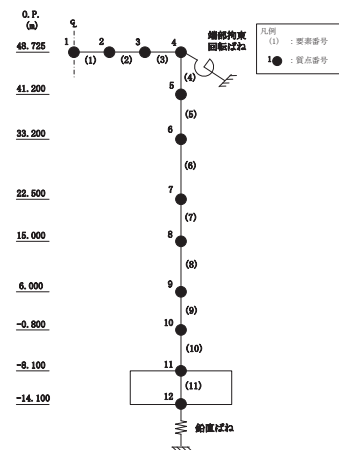 O.P.
(m)
℄
1 2 3 4
48.725
(1) (2) (3)
端部拘束
回転ばね
凡例
(1) : 要素番号
1 : 質点番号
(4)
41.200
5
(5)
33.200
6
(6)
22.500
7
(7)
15.000
8
(8)
6.000
9
(9)
-0.800
10
(10)
-8.100
11
(11)
-14.100
12
鉛直ばね